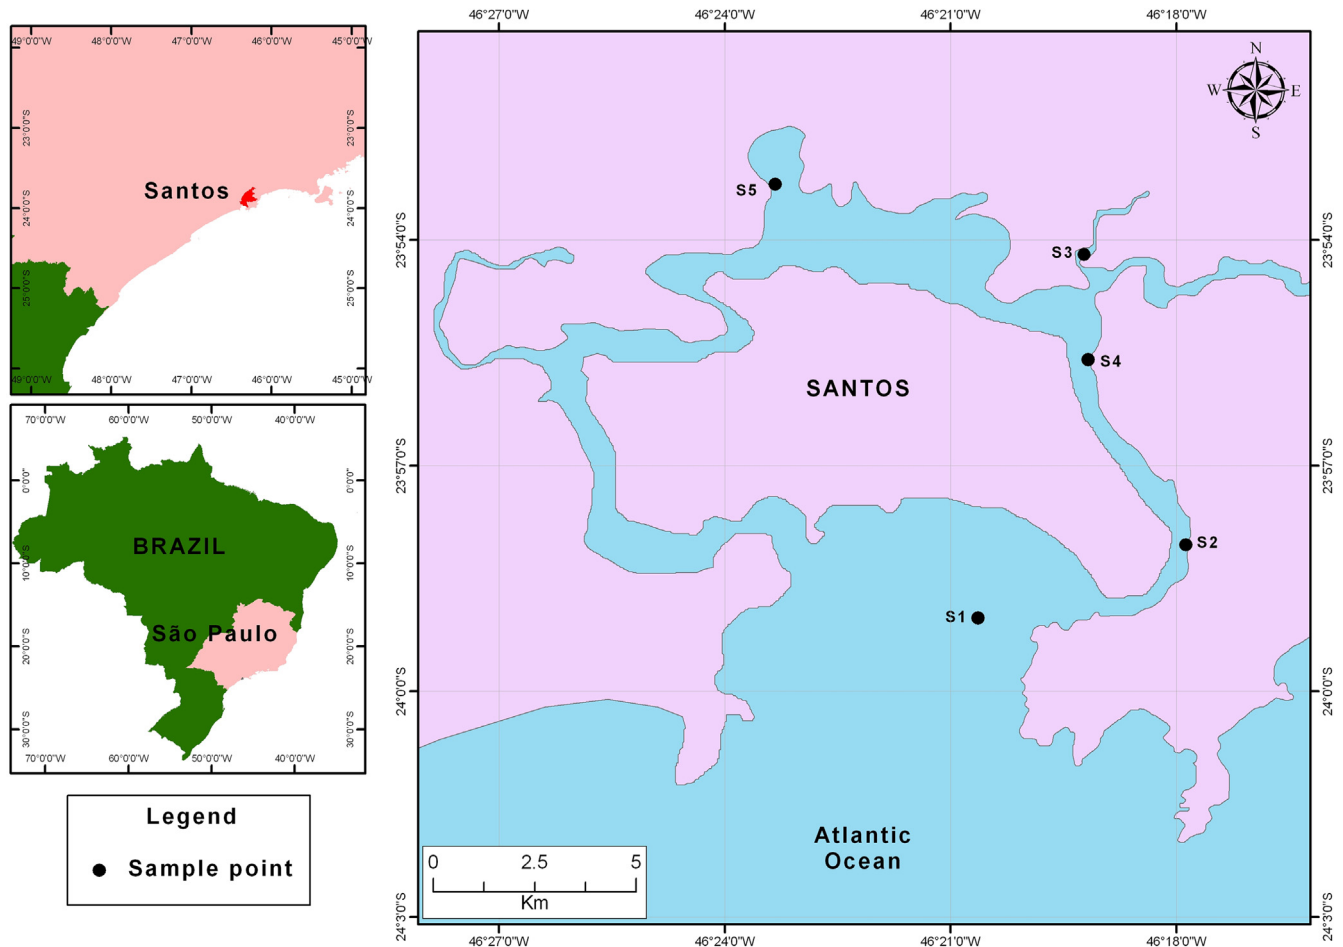 49°0'0"W 48°0'0"W 47°0'0"W 46°0'0"W 45°0'0"W
23°0'0"S
23°0'0"S
Santos
24°0'0"S
24°0'0"S
25°0'0"S
25°0'0"S
49°0'0"W 48°0'0"W 47°0'0"W 46°0'0"W 45°0'0"W
70°0'0"W 60°0'0"W 50°0'0"W 40°0'0"W
0°0'0"
0°0'0"
BRAZIL
10°0'0"S
10°0'0"S
São Paulo
20°0'0"S
20°0'0"S
30°0'0"S
30°0'0"S
70°0'0"W 60°0'0"W 50°0'0"W 40°0'0"W
Legend
Sample point
46°27'0"W 46°24'0"W 46°21'0"W 46°18'0"W
N
W E
S
S5
23°54'0"S
23°54'0"S
S3
S4
SANTOS
23°57'0"S
23°57'0"S
S2
S1
24°0'0"S
24°0'0"S
Atlantic
Ocean
0 2.5 5
Km
24°3'0"S
24°3'0"S
46°27'0"W 46°24'0"W 46°21'0"W 46°18'0"W